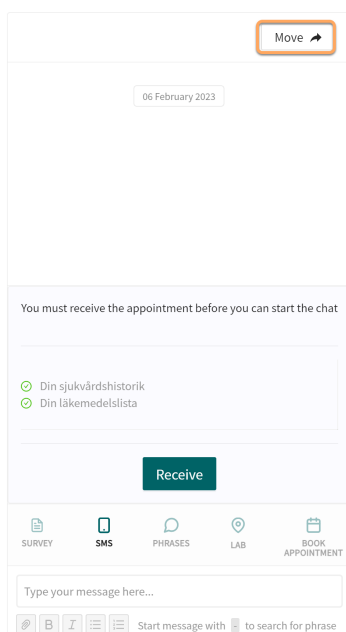 Move
06 February 2023
You must receive the appointment before you can start the chat
Din sjukvårdshistorik
Din läkemedelslista
Receive
SURVEY
SMS
PHRASES
LAB
BOOK
APPOINTMENT
Type your message here...
B I Start message with - to search for phrase